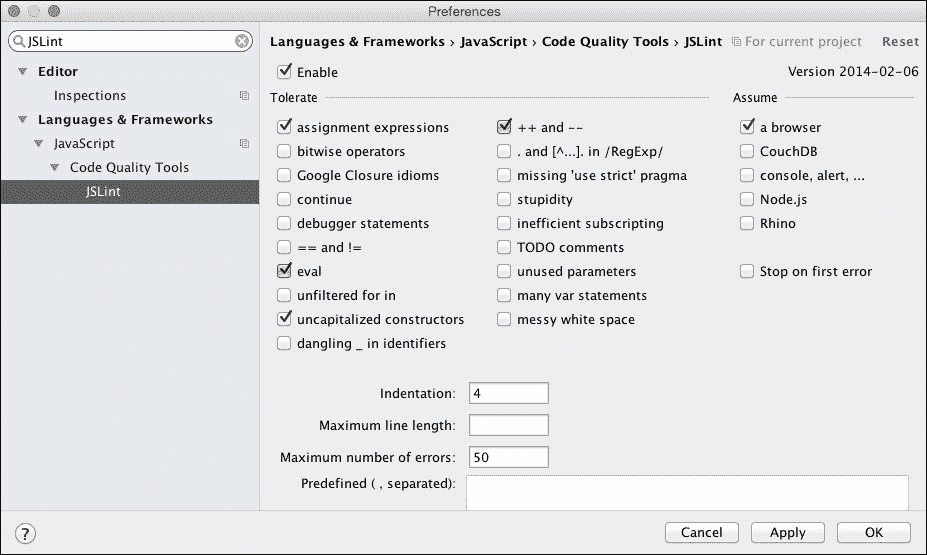 Preferences
JSLint
Languages & Frameworks › JavaScript › Code Quality Tools › JSLint For current project Reset
Editor
Inspections
Languages & Frameworks
JavaScript
Code Quality Tools
JSLint
Enable
Version 2014-02-06
Tolerate
assignment expressions
bitwise operators
Google Closure idioms
continue
debugger statements
== and !=
eval
unfiltered for in
uncapitalized constructors
dangling _ in identifiers
++ and --
. and [^...]. in /RegExp/
missing 'use strict' pragma
stupidity
inefficient subscripting
TODO comments
unused parameters
many var statements
messy white space
Assume
a browser
CouchDB
console, alert, ...
Node.js
Rhino
Stop on first error
Indentation: 4
Maximum line length:
Maximum number of errors: 50
Predefined ( , separated):
?
Cancel Apply OK